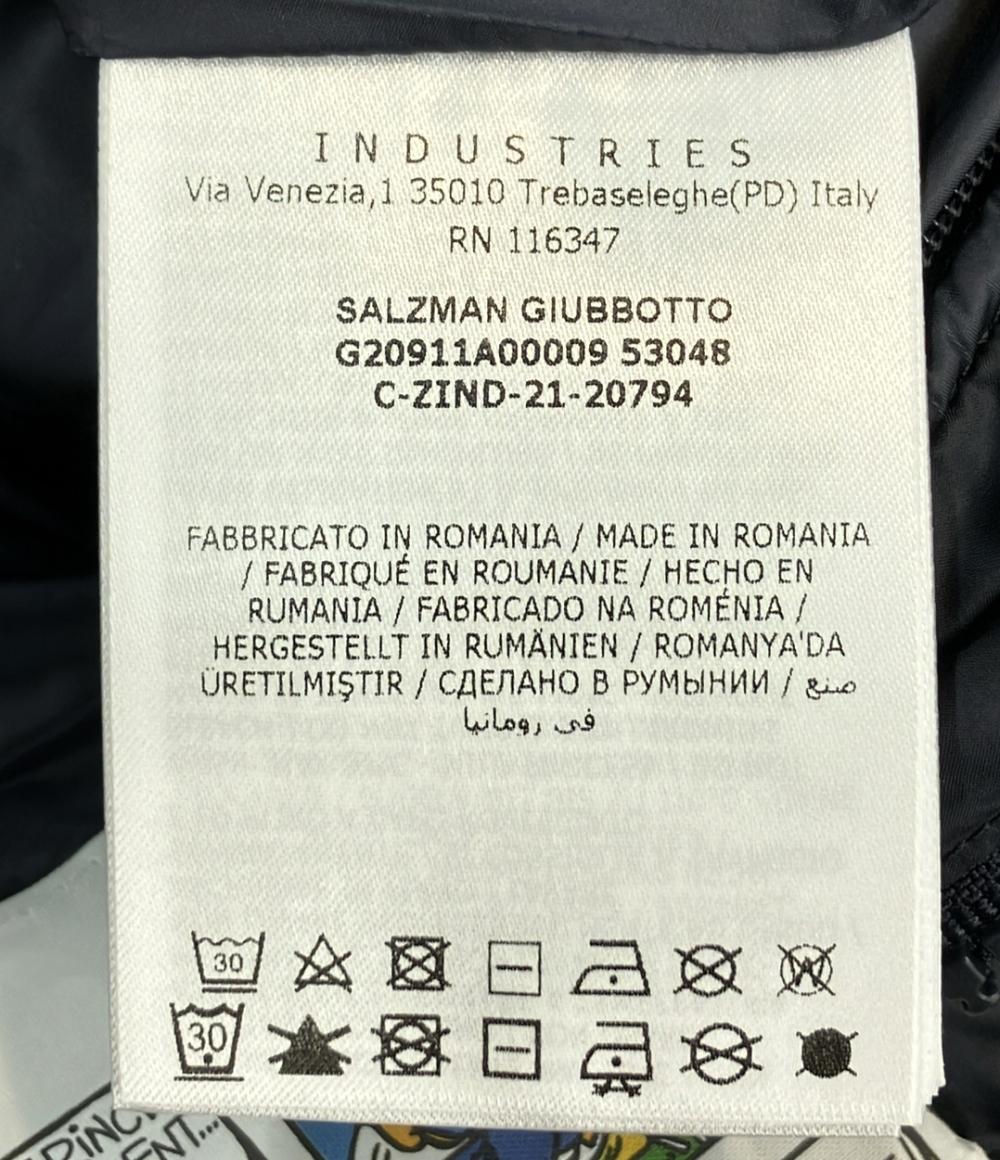 INDUSTRIES
Via Venezia,1 35010 Trebaseleghe(PD) Italy
RN 116347
SALZMAN GIUBBOTTO
G20911A00009 53048
C-ZIND-21-20794
FABBRICATO IN ROMANIA / MADE IN ROMANIA
/ FABRIQUÉ EN ROUMANIE / HECHO EN
RUMANIA / FABRICADO NA ROMÉNIA /
HERGESTELLT IN RUMÄNIEN / ROMANYA'DA
ÜRETILMIŞTIR / СДЕЛАНО В РУМЫНИИ / صنع
في رومانيا
30 W
30